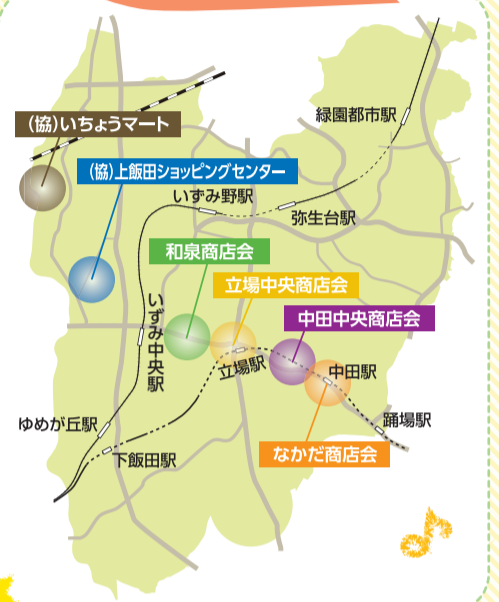 緑園都市駅
(協)いちょうマート
(協)上飯田ショッピングセンター
いずみ野駅
弥生台駅
和泉商店会
立場中央商店会
いずみ中央駅
中田中央商店会
立場駅
中田駅
ゆめが丘駅
踊場駅
下飯田駅
なかだ商店会